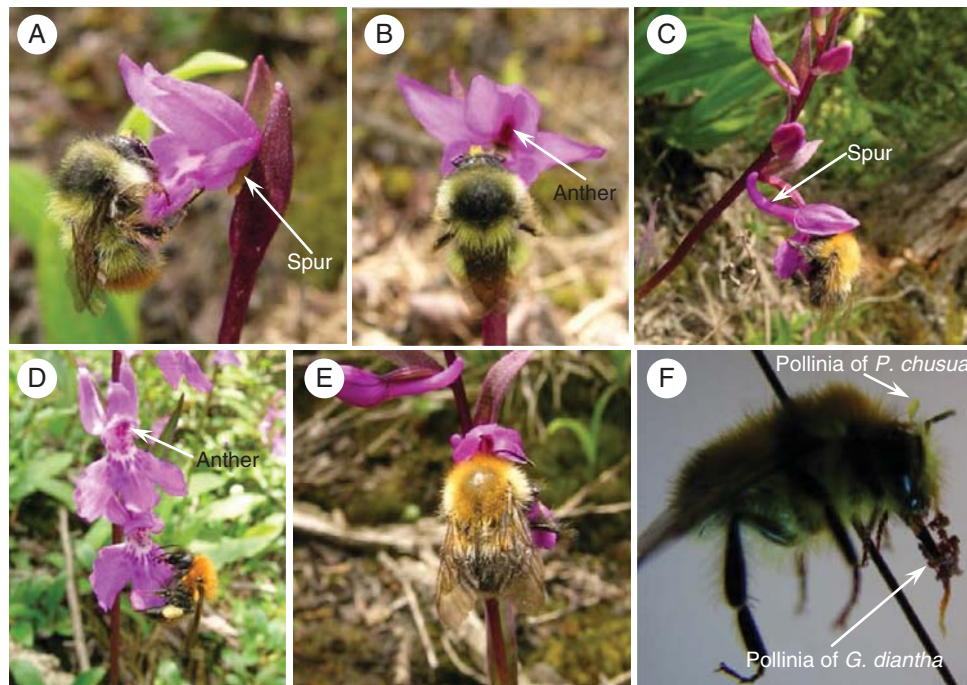 A
B
C
Spur
Anther
Spur
D
E
F
Pollinia of P. chusua
Anther
Pollinia of G. diantha